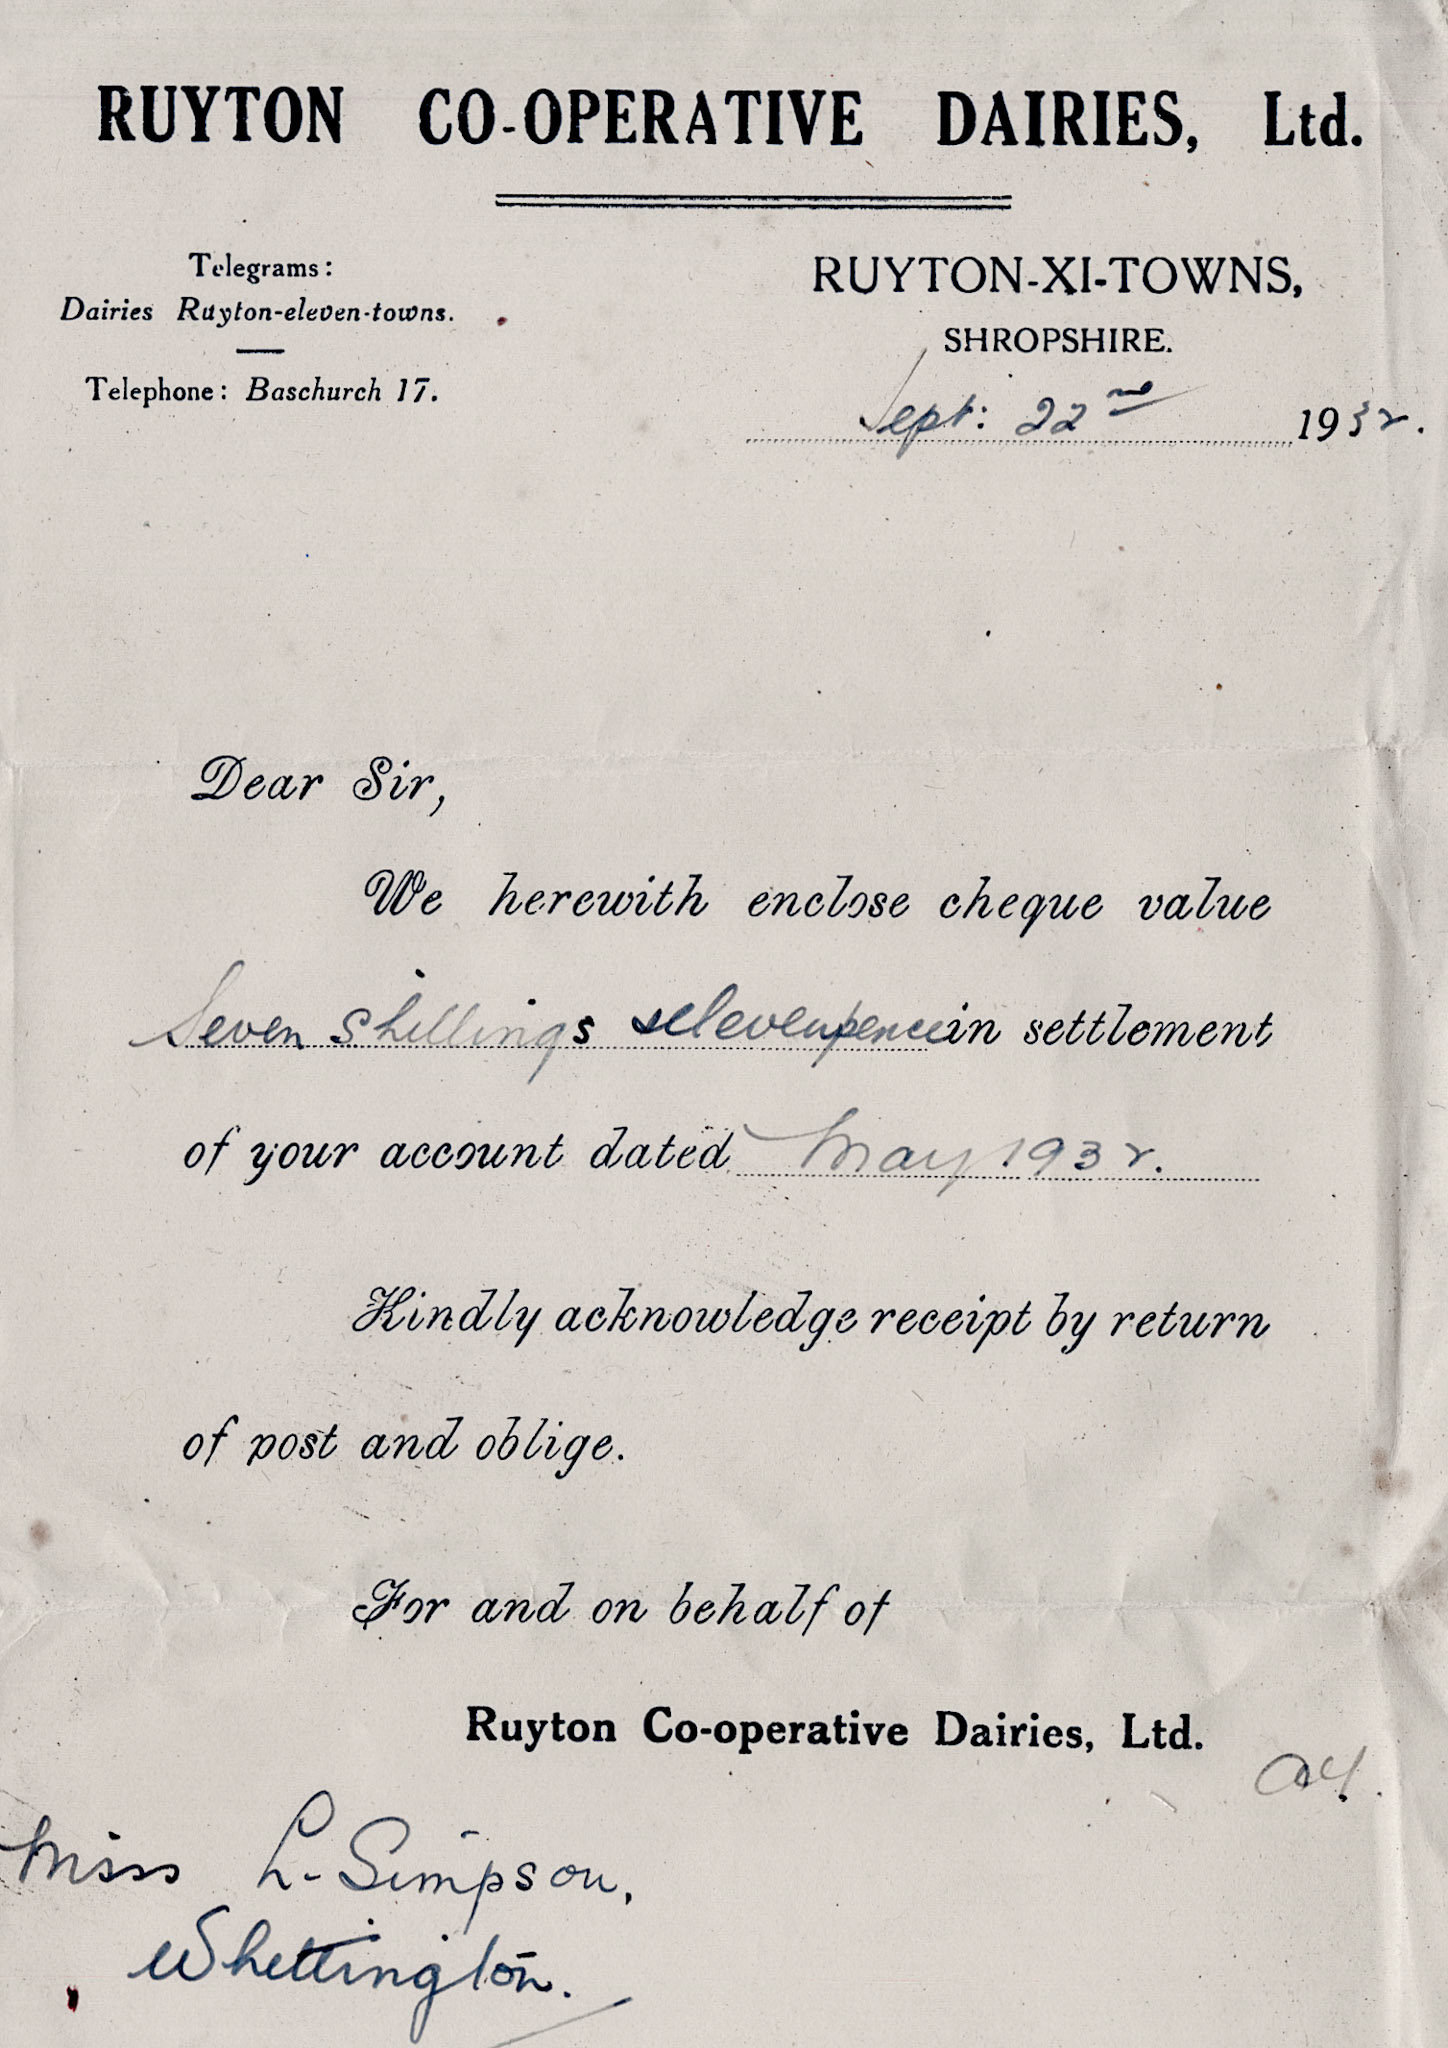 RUYTON CO-OPERATIVE DAIRIES, Ltd.
Telegrams:
Dairies Ruyton-eleven-towns.
Telephone: Baschurch 17.
RUYTON-XI-TOWNS,
SHROPSHIRE.
Sept: 22nd 1932.
Dear Sir,
We herewith enclose cheque value
Seven shillings & elevenpence in settlement
of your account dated May 1932.
Kindly acknowledge receipt by return
of post and oblige.
For and on behalf of
Ruyton Co-operative Dairies, Ltd.
Miss L. Simpson,
Whittington.